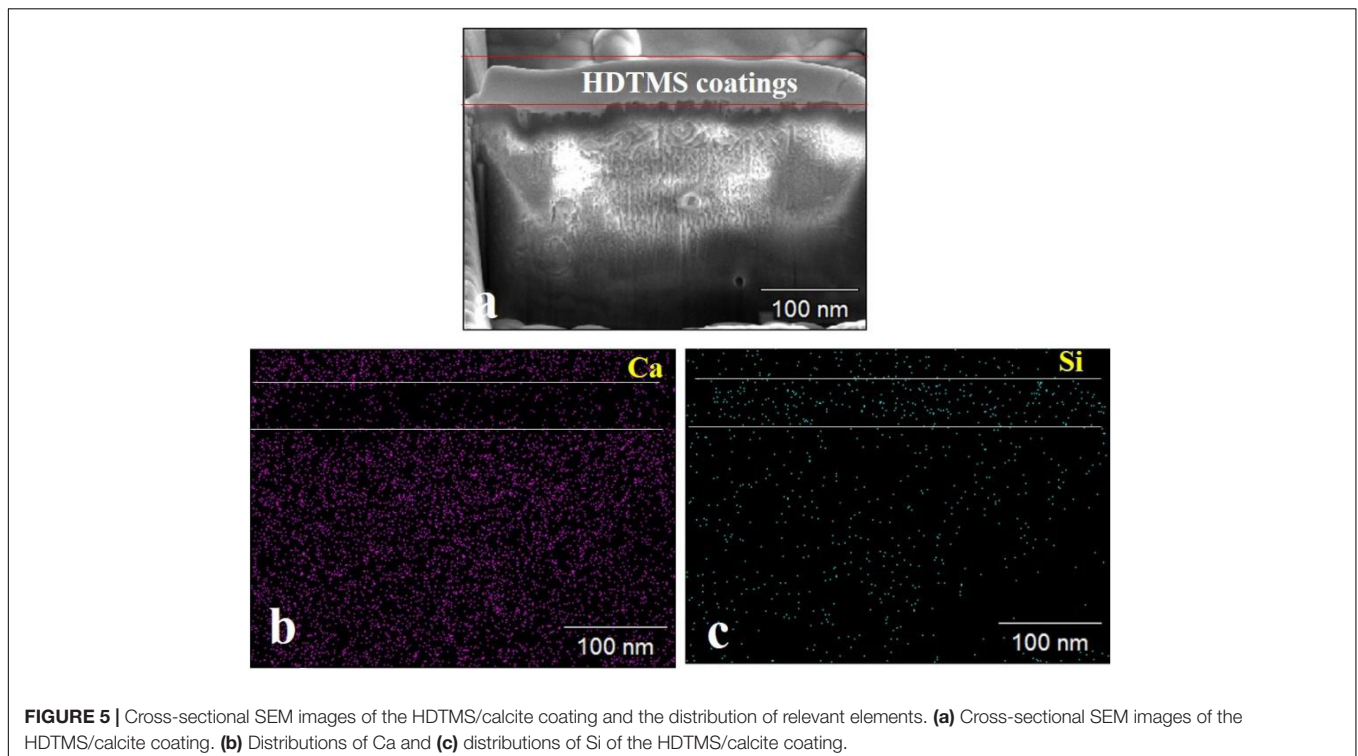 HDTMS coatings
a
100 nm
Ca
Si
b
100 nm
c
100 nm
FIGURE 5 | Cross-sectional SEM images of the HDTMS/calcite coating and the distribution of relevant elements. (a) Cross-sectional SEM images of the
HDTMS/calcite coating. (b) Distributions of Ca and (c) distributions of Si of the HDTMS/calcite coating.